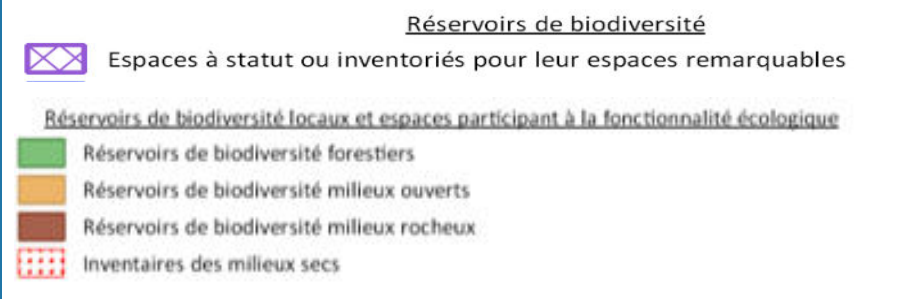 Réservoirs de biodiversité
Espaces à statut ou inventoriés pour leur espaces remarquables
Réservoirs de biodiversité locaux et espaces participant à la fonctionnalité écologique
Réservoirs de biodiversité forestiers
Réservoirs de biodiversité milieux ouverts
Réservoirs de biodiversité milieux rocheux
Inventaires des milieux secs